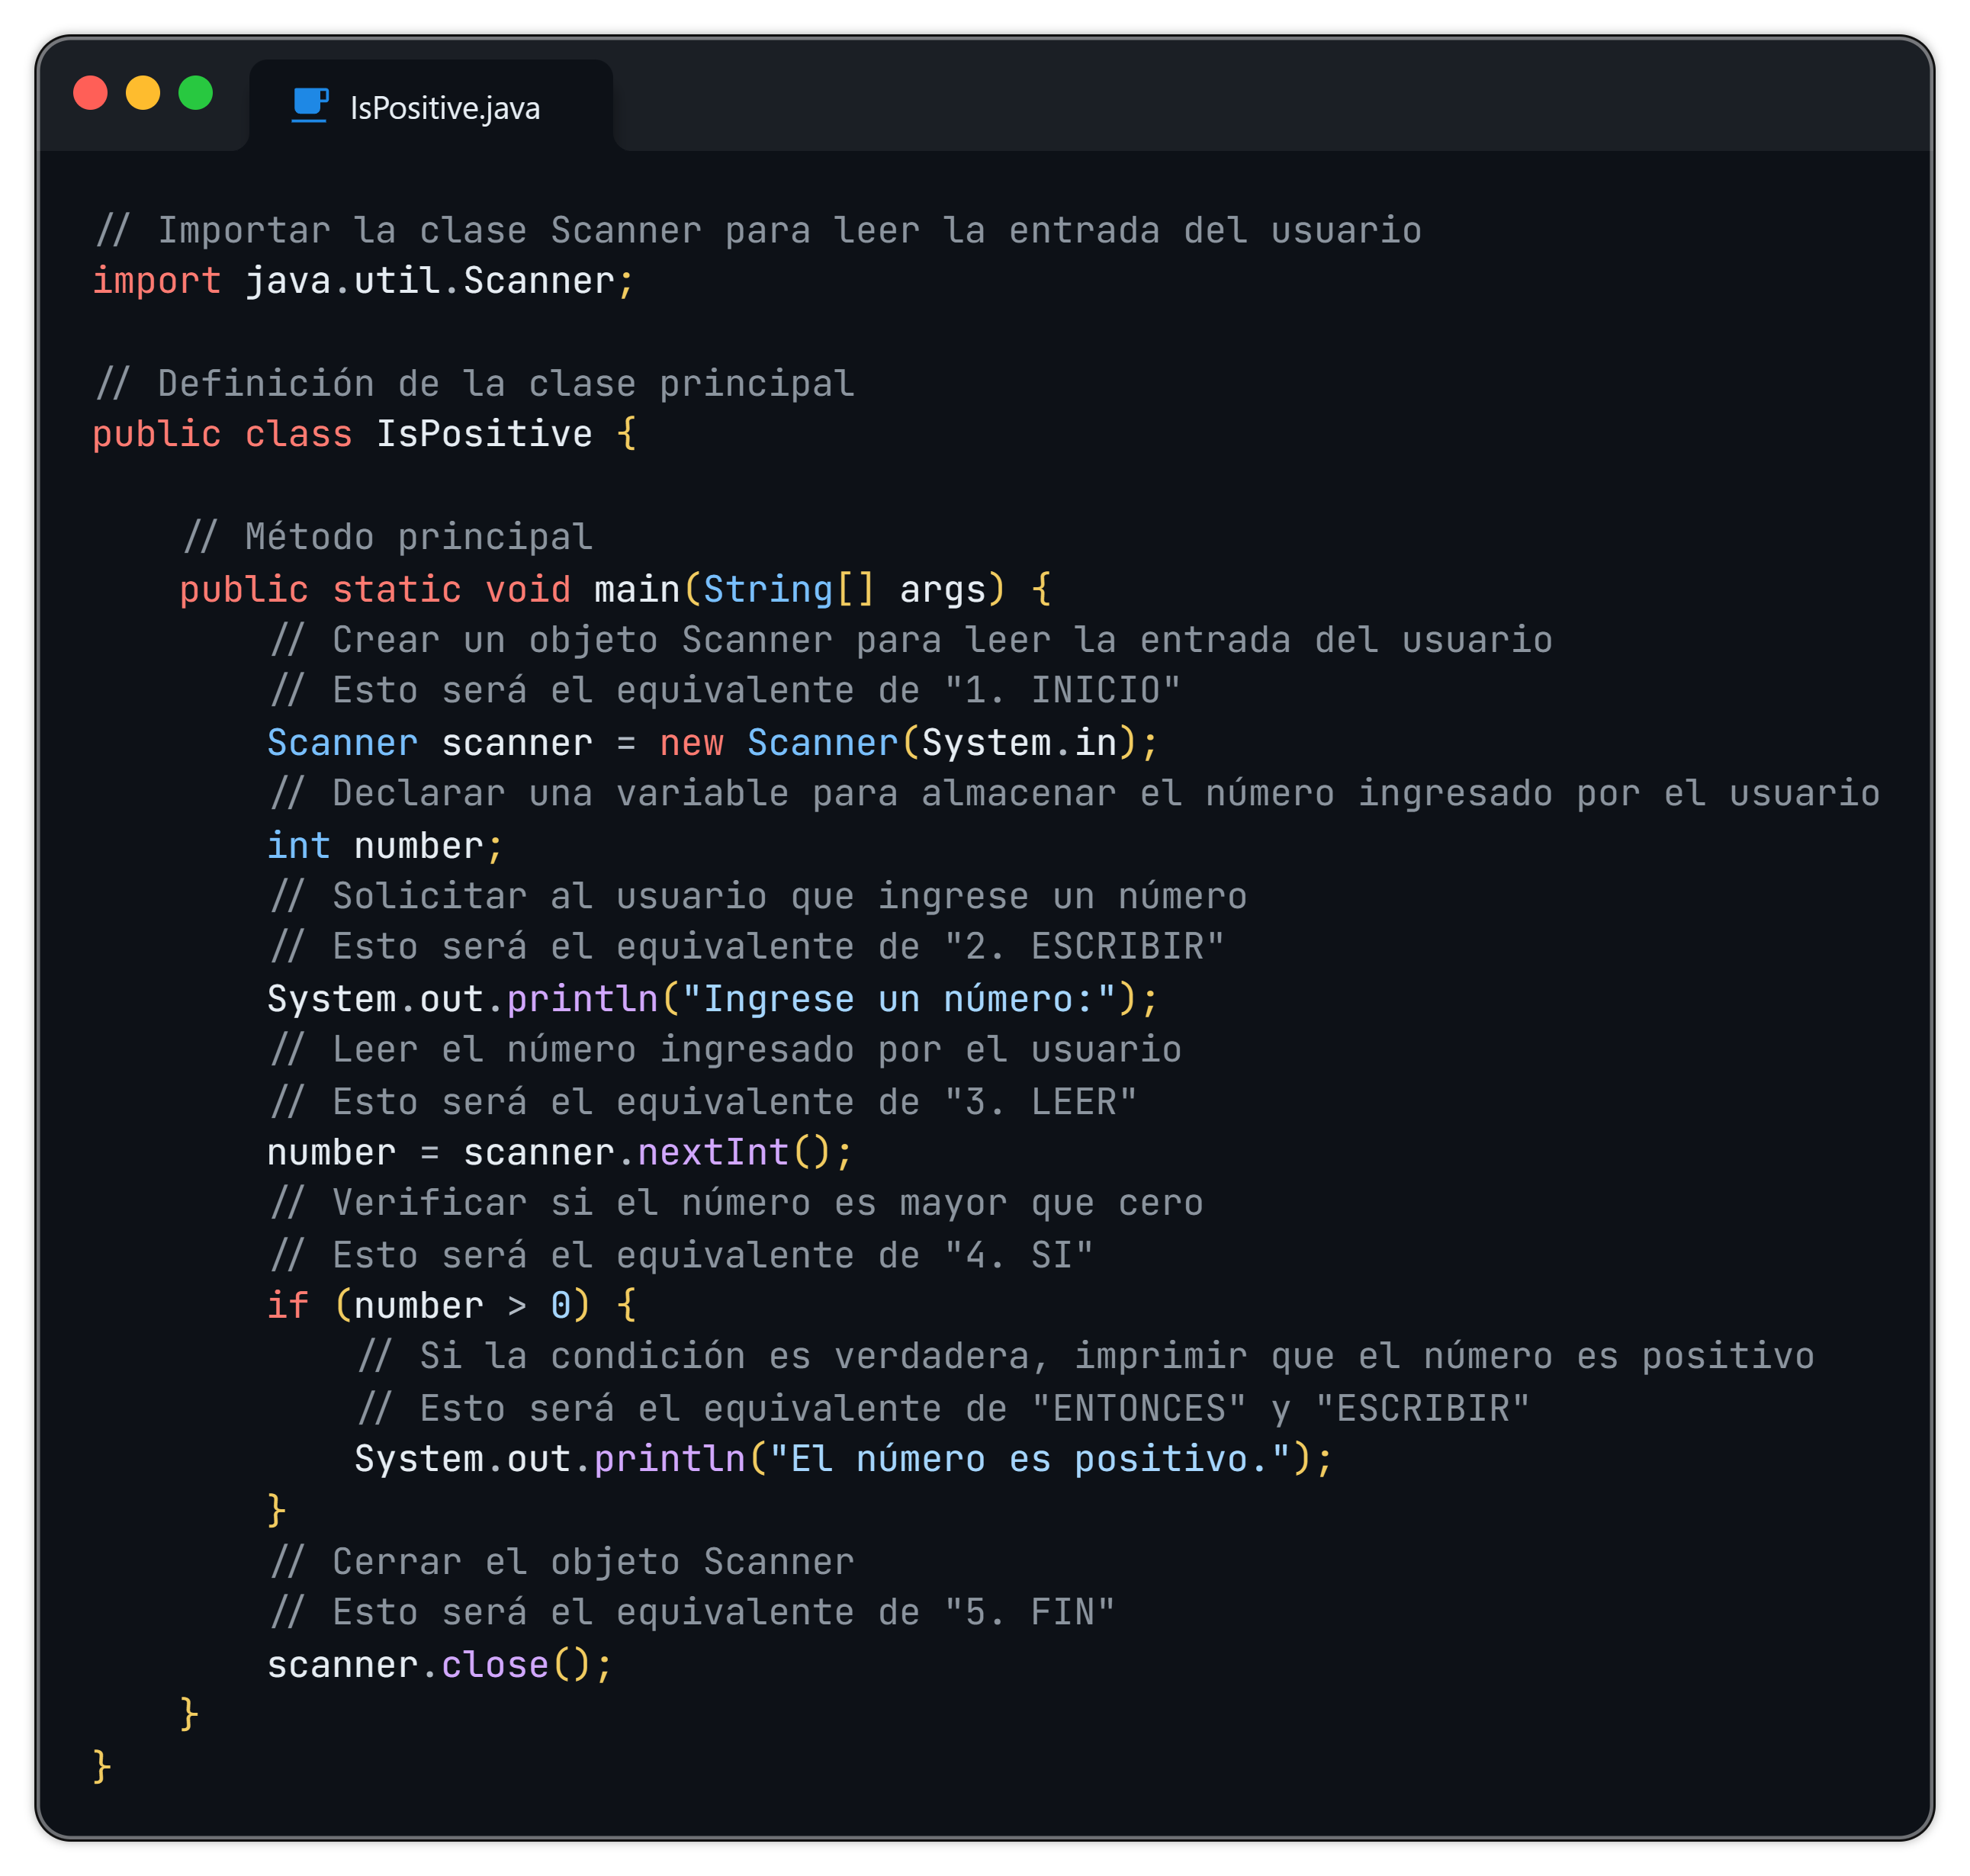 IsPositive.java
// Importar la clase Scanner para leer la entrada del usuario
import java.util.Scanner;
// Definición de la clase principal
public class IsPositive {
// Método principal
public static void main(String[] args) {
// Crear un objeto Scanner para leer la entrada del usuario
// Esto será el equivalente de "1. INICIO"
Scanner scanner = new Scanner(System.in);
// Declarar una variable para almacenar el número ingresado por el usuario
int number;
// Solicitar al usuario que ingrese un número
// Esto será el equivalente de "2. ESCRIBIR"
System.out.println("Ingrese un número:");
// Leer el número ingresado por el usuario
// Esto será el equivalente de "3. LEER"
number = scanner.nextInt();
// Verificar si el número es mayor que cero
// Esto será el equivalente de "4. SI"
if (number > 0) {
// Si la condición es verdadera, imprimir que el número es positivo
// Esto será el equivalente de "ENTONCES" y "ESCRIBIR"
System.out.println("El número es positivo.");
}
// Cerrar el objeto Scanner
// Esto será el equivalente de "5. FIN"
scanner.close();
}
}